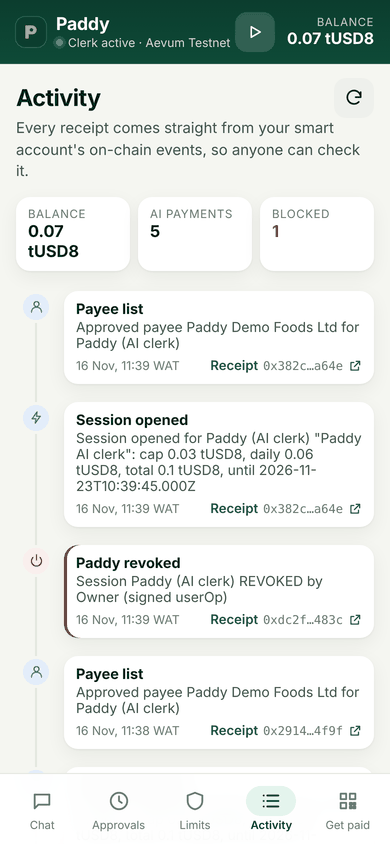 P
Paddy
Clerk active · Aevum Testnet
BALANCE
0.07 tUSD8
Activity
Every receipt comes straight from your smart
account's on-chain events, so anyone can check
it.
BALANCE
0.07
tUSD8
AI PAYMENTS
5
BLOCKED
1
Payee list
Approved payee Paddy Demo Foods Ltd for
Paddy (AI clerk)
16 Nov, 11:39 WAT
Receipt 0x382c…a64e
Session opened
Session opened for Paddy (AI clerk) "Paddy
AI clerk": cap 0.03 tUSD8, daily 0.06
tUSD8, total 0.1 tUSD8, until 2026-11-
23T10:39:45.000Z
16 Nov, 11:39 WAT
Receipt 0x382c…a64e
Paddy revoked
Session Paddy (AI clerk) REVOKED by
Owner (signed userOp)
16 Nov, 11:39 WAT
Receipt 0xdc2f…483c
Payee list
Approved payee Paddy Demo Foods Ltd for
Paddy (AI clerk)
16 Nov, 11:38 WAT
Receipt 0x2914…4f9f
Chat
Approvals
Limits
Activity
Get paid